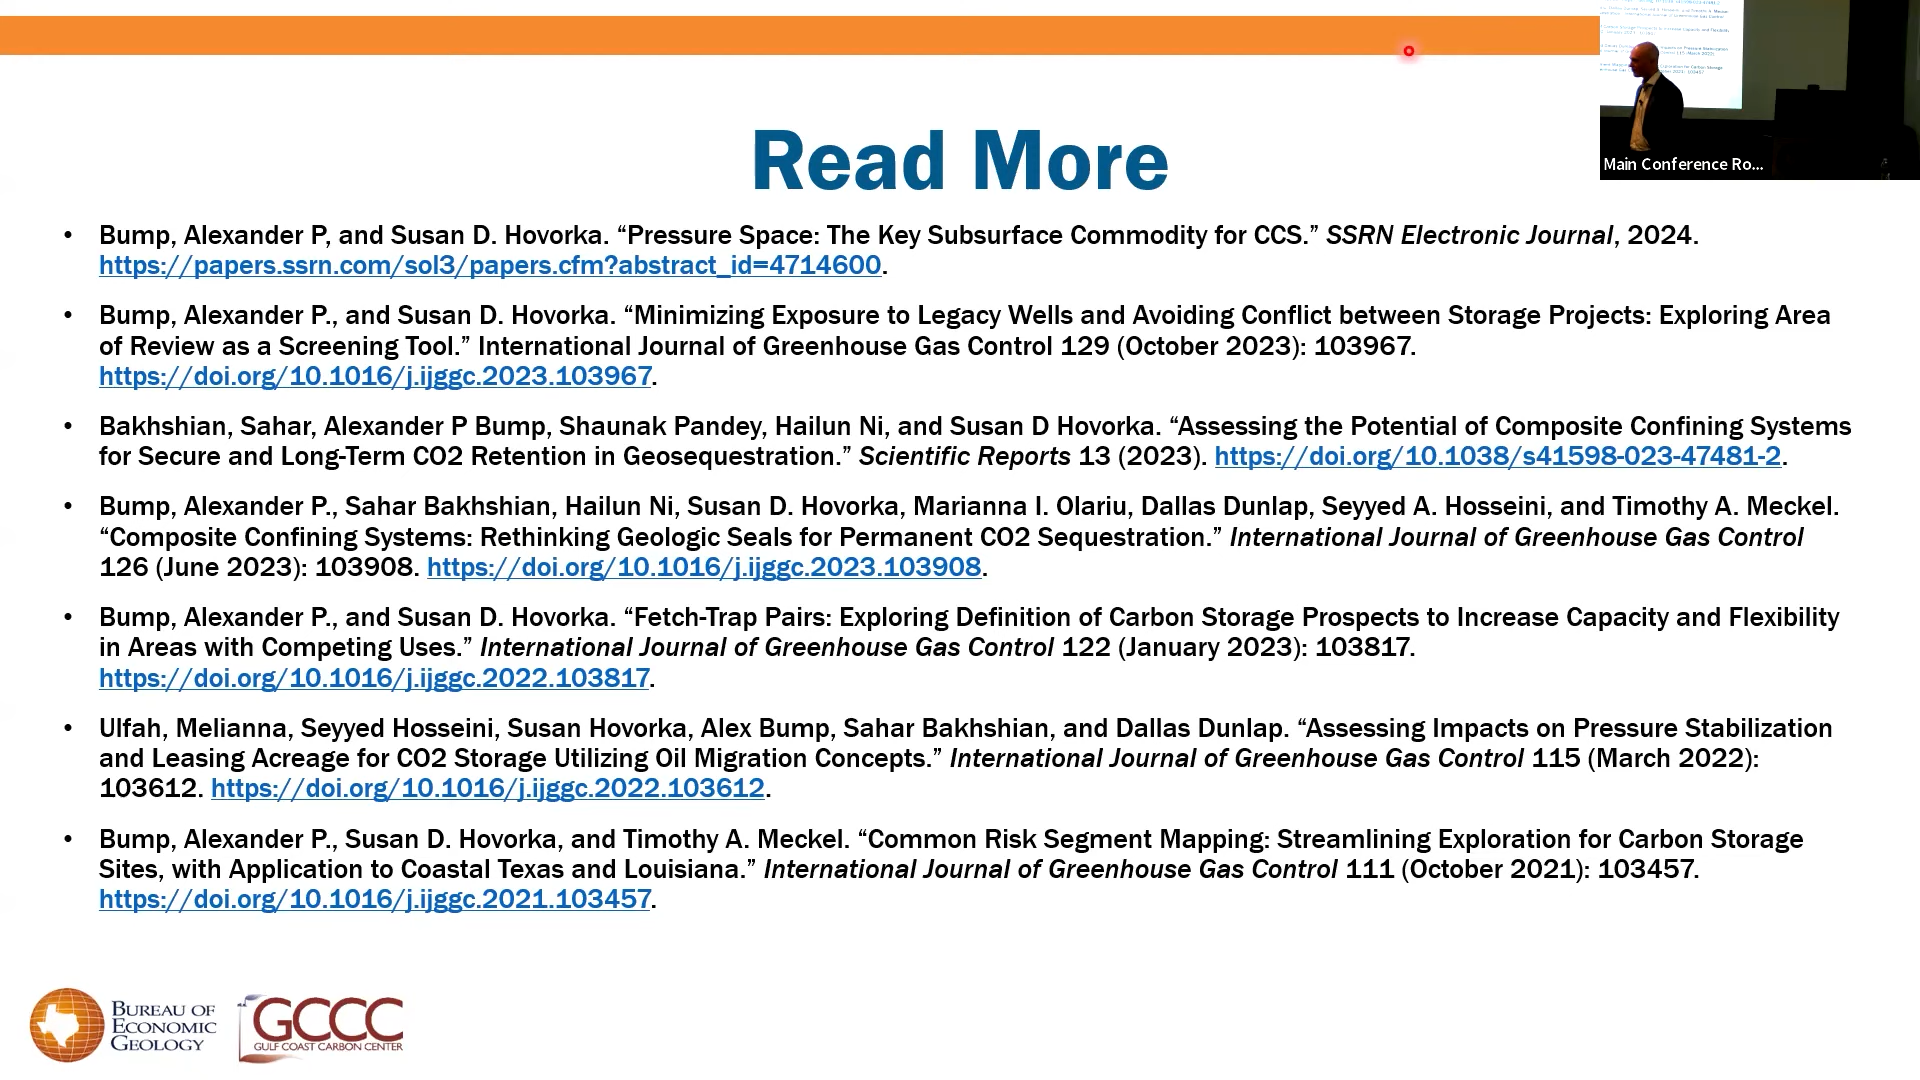 Read More
Main Conference Ro...
• Bump, Alexander P, and Susan D. Hovorka. “Pressure Space: The Key Subsurface Commodity for CCS.” SSRN Electronic Journal, 2024.
https://papers.ssrn.com/sol3/papers.cfm?abstract_id=4714600.
• Bump, Alexander P., and Susan D. Hovorka. “Minimizing Exposure to Legacy Wells and Avoiding Conflict between Storage Projects: Exploring Area
of Review as a Screening Tool.” International Journal of Greenhouse Gas Control 129 (October 2023): 103967.
https://doi.org/10.1016/j.ijggc.2023.103967.
• Bakhshian, Sahar, Alexander P Bump, Shaunak Pandey, Hailun Ni, and Susan D Hovorka. “Assessing the Potential of Composite Confining Systems
for Secure and Long-Term CO2 Retention in Geosequestration.” Scientific Reports 13 (2023). https://doi.org/10.1038/s41598-023-47481-2.
• Bump, Alexander P., Sahar Bakhshian, Hailun Ni, Susan D. Hovorka, Marianna I. Olariu, Dallas Dunlap, Seyyed A. Hosseini, and Timothy A. Meckel.
“Composite Confining Systems: Rethinking Geologic Seals for Permanent CO2 Sequestration.” International Journal of Greenhouse Gas Control
126 (June 2023): 103908. https://doi.org/10.1016/j.ijggc.2023.103908.
• Bump, Alexander P., and Susan D. Hovorka. “Fetch-Trap Pairs: Exploring Definition of Carbon Storage Prospects to Increase Capacity and Flexibility
in Areas with Competing Uses.” International Journal of Greenhouse Gas Control 122 (January 2023): 103817.
https://doi.org/10.1016/j.ijggc.2022.103817.
• Ulfah, Melianna, Seyyed Hosseini, Susan Hovorka, Alex Bump, Sahar Bakhshian, and Dallas Dunlap. “Assessing Impacts on Pressure Stabilization
and Leasing Acreage for CO2 Storage Utilizing Oil Migration Concepts.” International Journal of Greenhouse Gas Control 115 (March 2022):
103612. https://doi.org/10.1016/j.ijggc.2022.103612.
• Bump, Alexander P., Susan D. Hovorka, and Timothy A. Meckel. “Common Risk Segment Mapping: Streamlining Exploration for Carbon Storage
Sites, with Application to Coastal Texas and Louisiana.” International Journal of Greenhouse Gas Control 111 (October 2021): 103457.
https://doi.org/10.1016/j.ijggc.2021.103457.
BUREAU OF
ECONOMIC
GEOLOGY
GCCC
GULF COAST CARBON CENTER